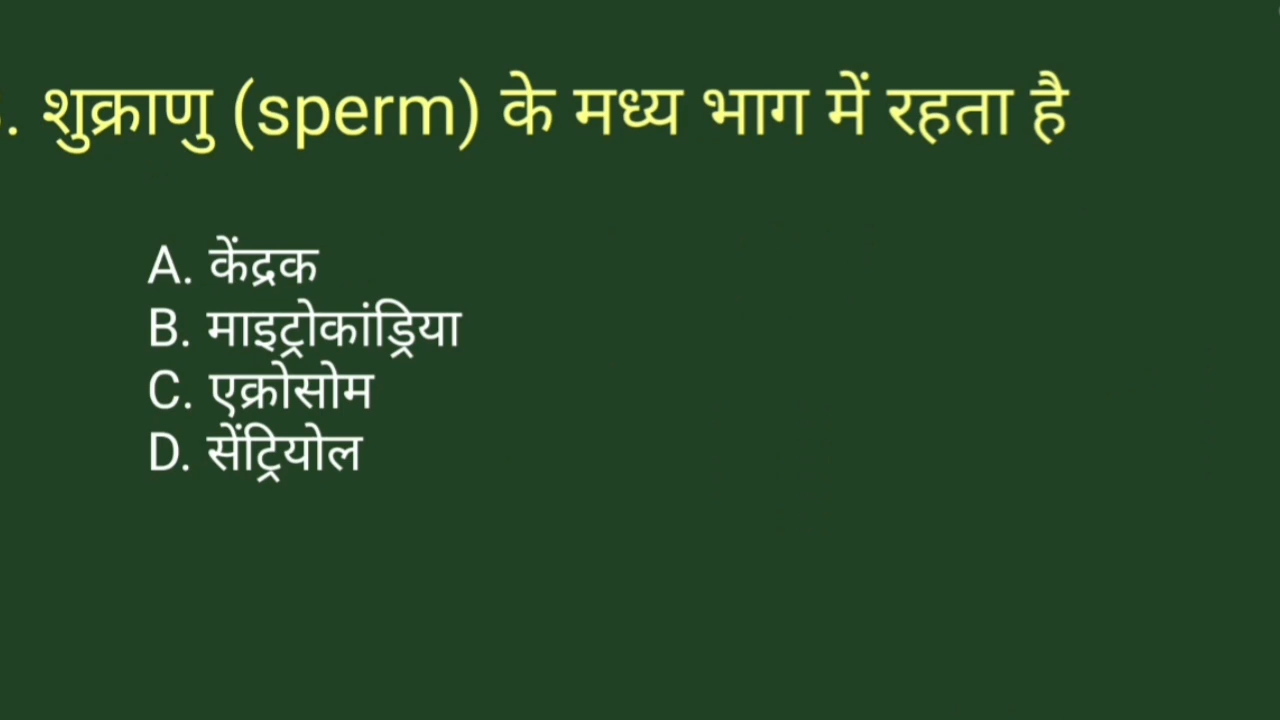 . शुक्राणु (sperm) के मध्य भाग में रहता है
A. केंद्रक
B. माइट्रोकांड्रिया
C. एक्रोसोम
D. सेंट्रियोल